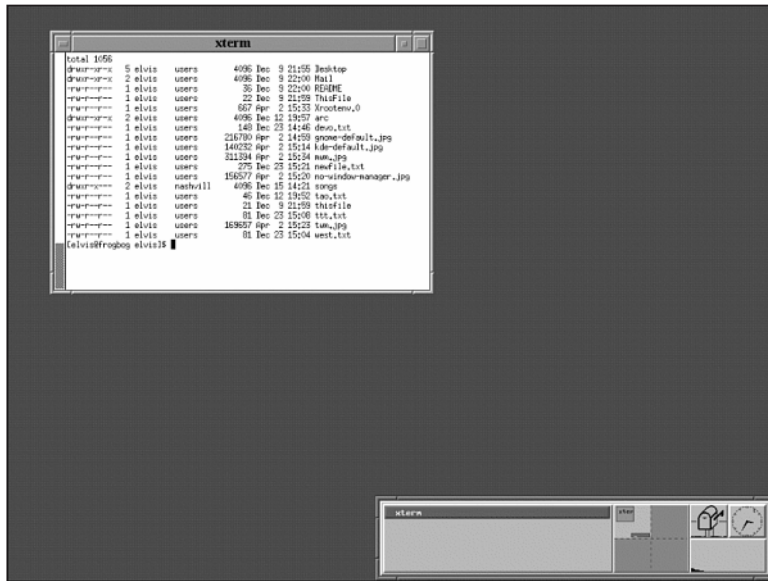 xterm
total 1056
drwxr-xr-x 5 elvis users 4096 Dec 9 21:55 Desktop
drwxr-xr-x 2 elvis users 4096 Dec 9 22:00 Mail
-rw-r--r-- 1 elvis users 36 Dec 9 22:00 README
-rw-r--r-- 1 elvis users 22 Dec 9 21:59 ThisFile
-rw-r--r-- 1 elvis users 667 Apr 2 15:33 Xrootenv.0
drwxr-xr-x 2 elvis users 4096 Dec 12 19:57 arc
-rw-r--r-- 1 elvis users 148 Dec 23 14:46 devo.txt
-rw-r--r-- 1 elvis users 216780 Apr 2 14:59 gnome-default.jpg
-rw-r--r-- 1 elvis users 140232 Apr 2 15:14 kde-default.jpg
-rw-r--r-- 1 elvis users 311394 Apr 2 15:34 mwm.jpg
-rw-r--r-- 1 elvis users 275 Dec 23 15:21 newfile.txt
-rw-r--r-- 1 elvis users 156577 Apr 2 15:20 no-window-manager.jpg
drwxr-x--- 2 elvis nashvill 4096 Dec 15 14:21 songs
-rw-r--r-- 1 elvis users 46 Dec 12 19:52 tao.txt
-rw-r--r-- 1 elvis users 21 Dec 9 21:59 thisfile
-rw-r--r-- 1 elvis users 81 Dec 23 15:08 ttt.txt
-rw-r--r-- 1 elvis users 169657 Apr 2 15:23 twm.jpg
-rw-r--r-- 1 elvis users 81 Dec 23 15:04 west.txt
[elvis@frogbog elvis]$
xterm
xter